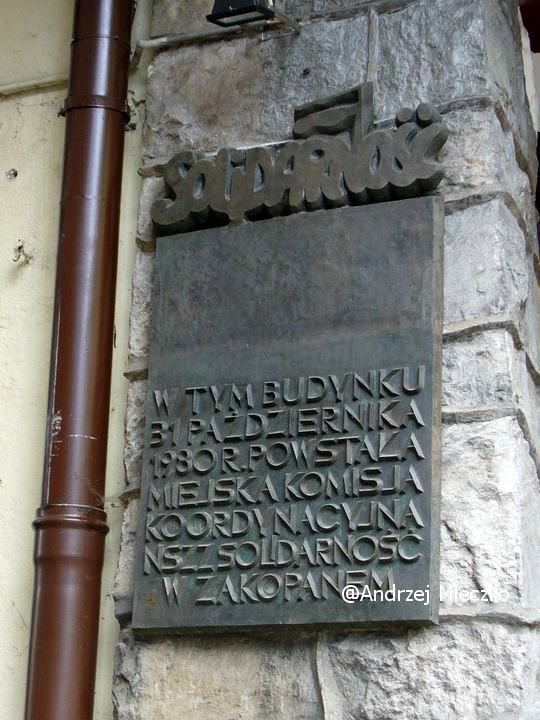 SOLIDARNOŚĆ
W TYM BUDYNKU
31 PAŹDZIERNIKA
1980 R. POWSTAŁA
MIEJSKA KOMISJA
KOORDYNACYJNA
NSZZ SOLIDARNOŚĆ
W ZAKOPANEM
@Andrzej Mleczko